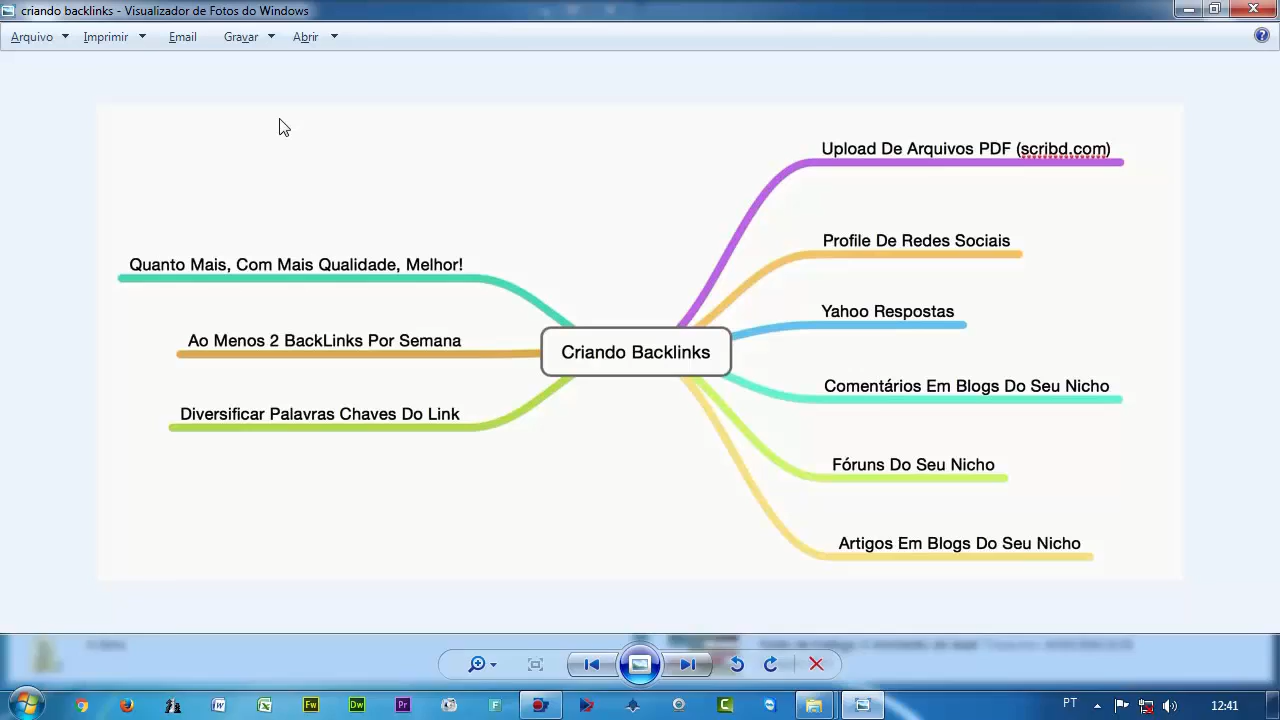 criando backlinks - Visualizador de Fotos do Windows
Arquivo Imprimir Email Gravar Abrir
Upload De Arquivos PDF (scribd.com)
Profile De Redes Sociais
Quanto Mais, Com Mais Qualidade, Melhor!
Yahoo Respostas
Ao Menos 2 BackLinks Por Semana
Criando Backlinks
Comentários Em Blogs Do Seu Nicho
Diversificar Palavras Chaves Do Link
Fóruns Do Seu Nicho
Artigos Em Blogs Do Seu Nicho
Fw Dw Pr F C PT 12:41